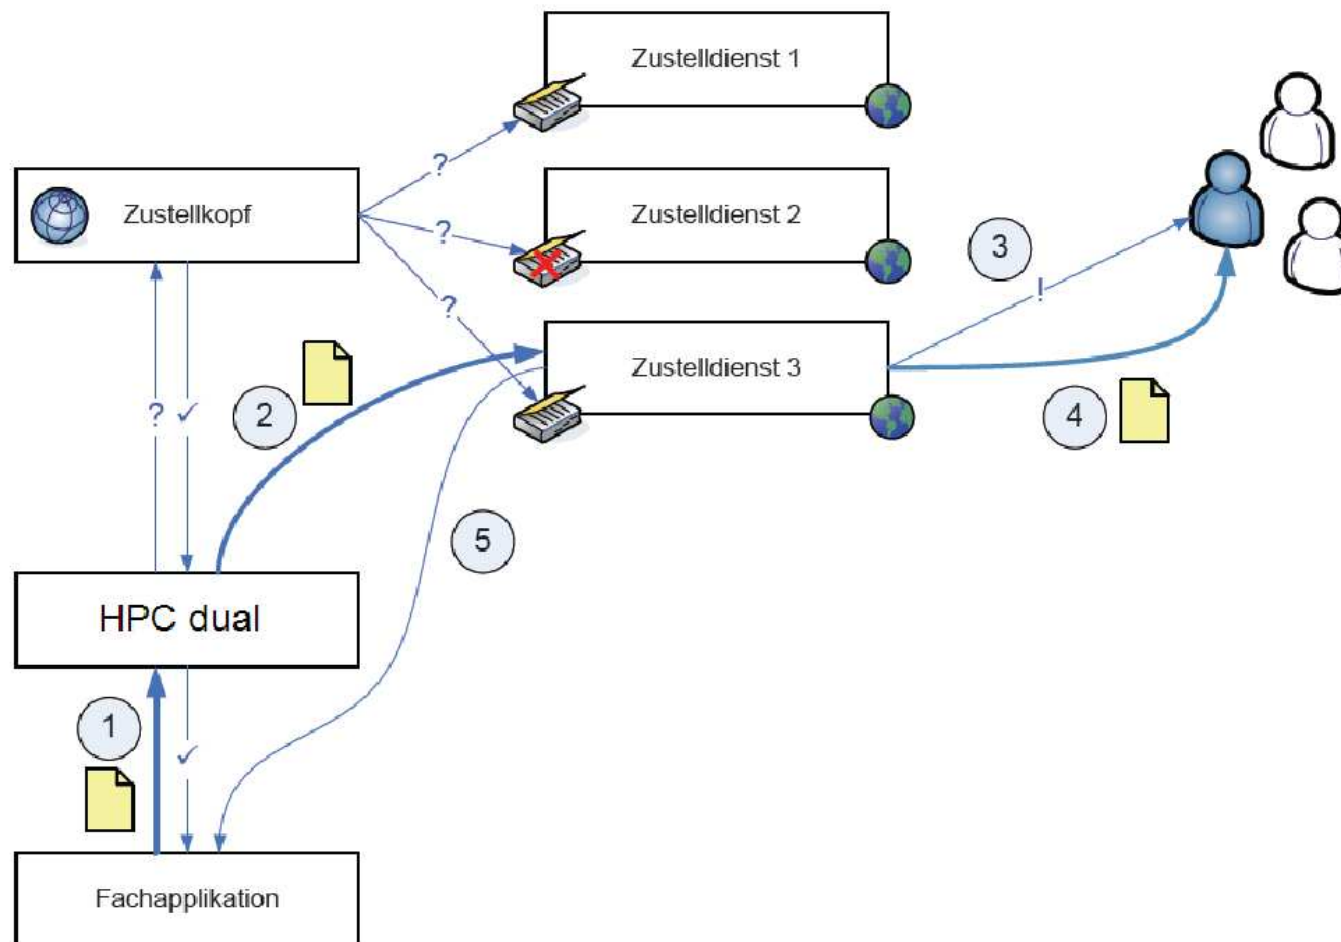 Zustelldienst 1
?
Zustellkopf
?
Zustelldienst 2
3
!
?
Zustelldienst 3
2
? ✓
4
5
HPC dual
1
✓
Fachapplikation